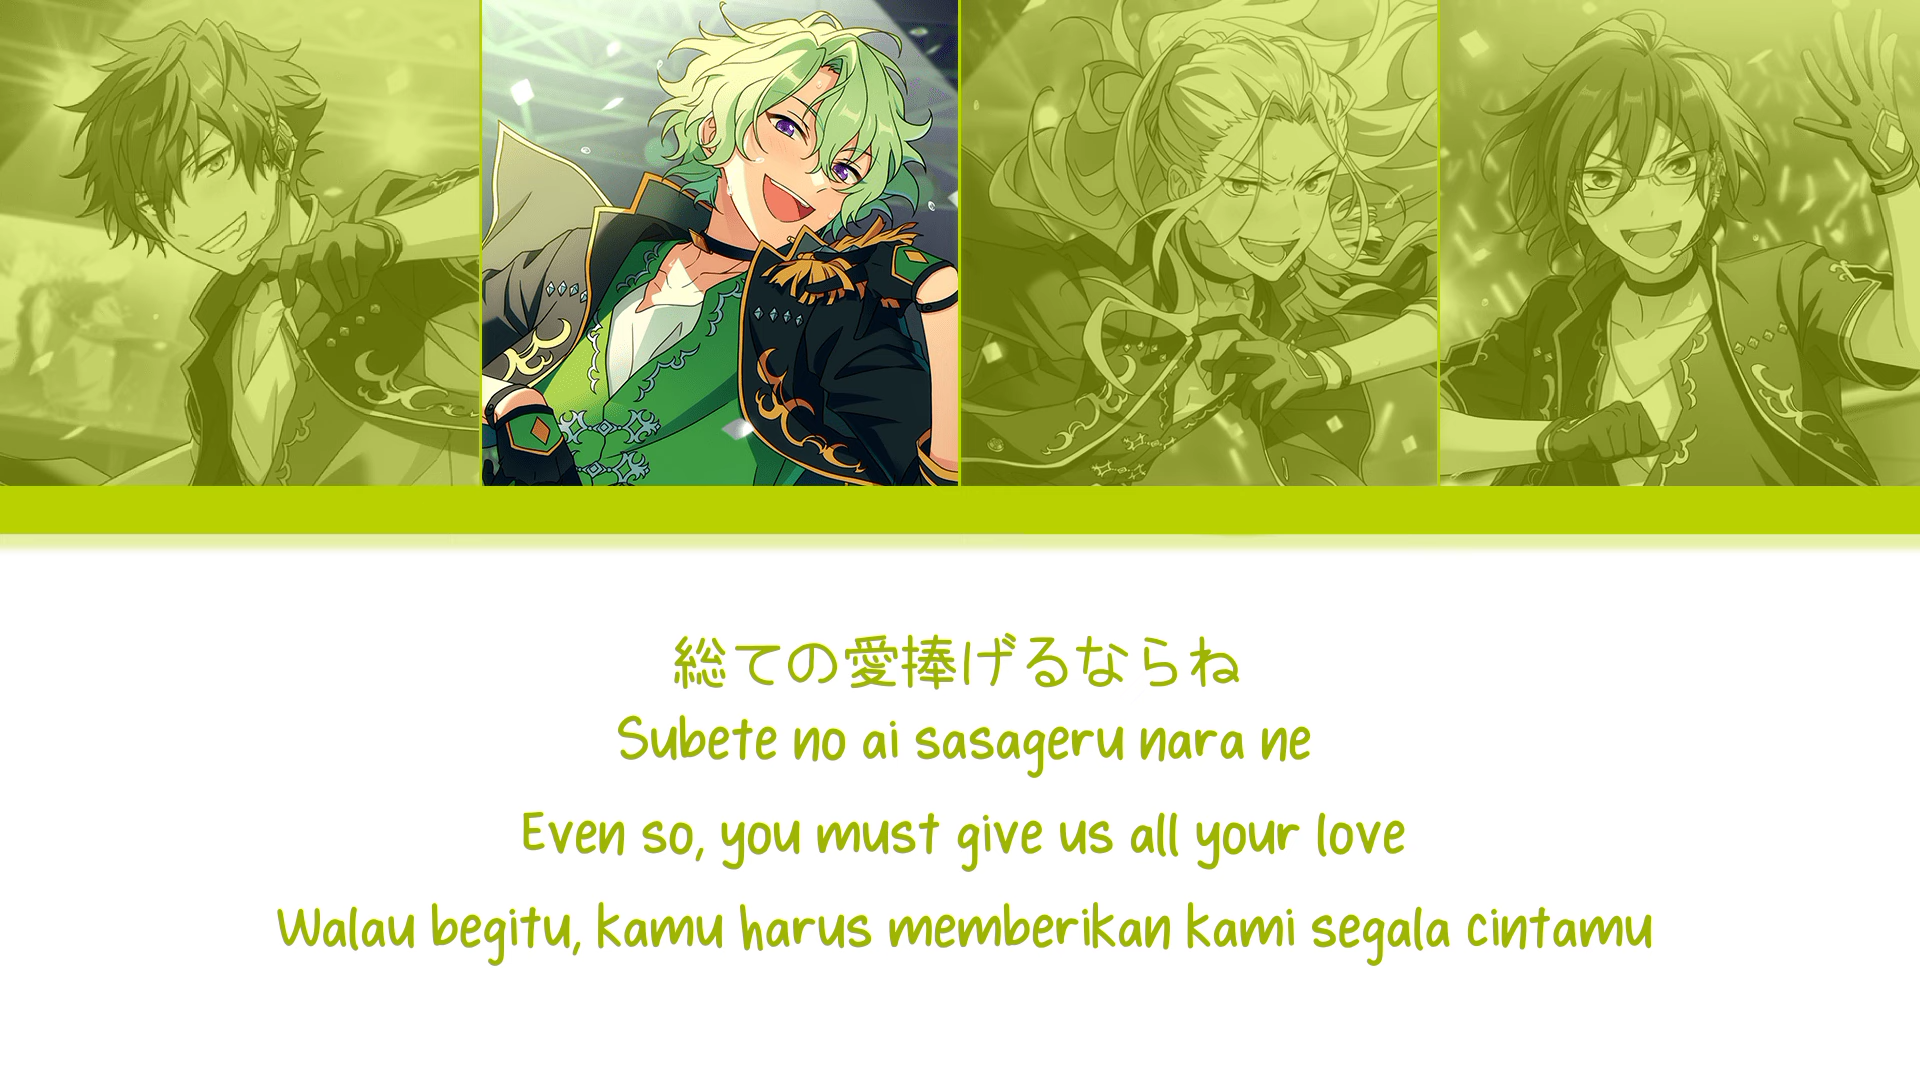 総ての愛捧げるならね
Subete no ai sasageru nara ne
Even so, you must give us all your love
Walau begitu, kamu harus memberikan kami segala cintamu